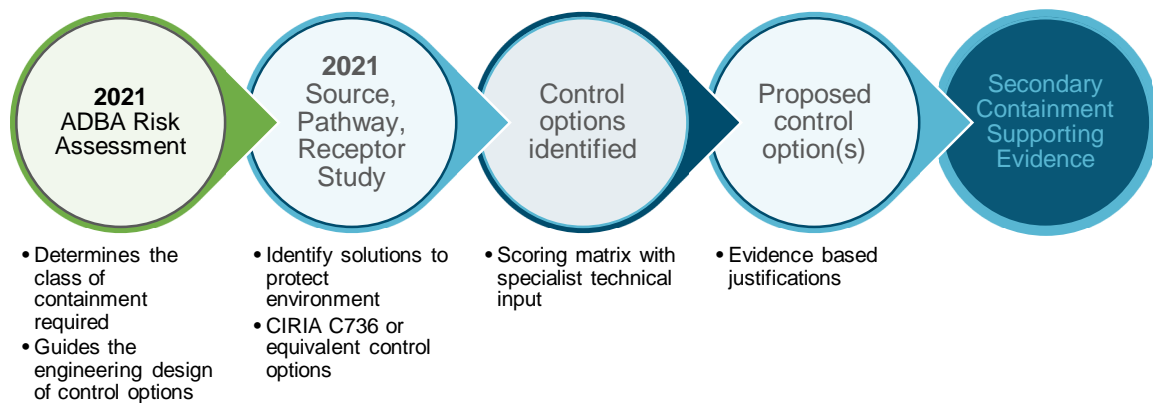 2021
ADBA Risk
Assessment
2021
Source,
Pathway,
Receptor
Study
Control
options
identified
Proposed
control
option(s)
Secondary
Containment
Supporting
Evidence
• Determines the
class of
containment
required
• Guides the
engineering design
of control options
• Identify solutions to
protect
environment
• CIRIA C736 or
equivalent control
options
• Scoring matrix with
specialist technical
input
• Evidence based
justifications